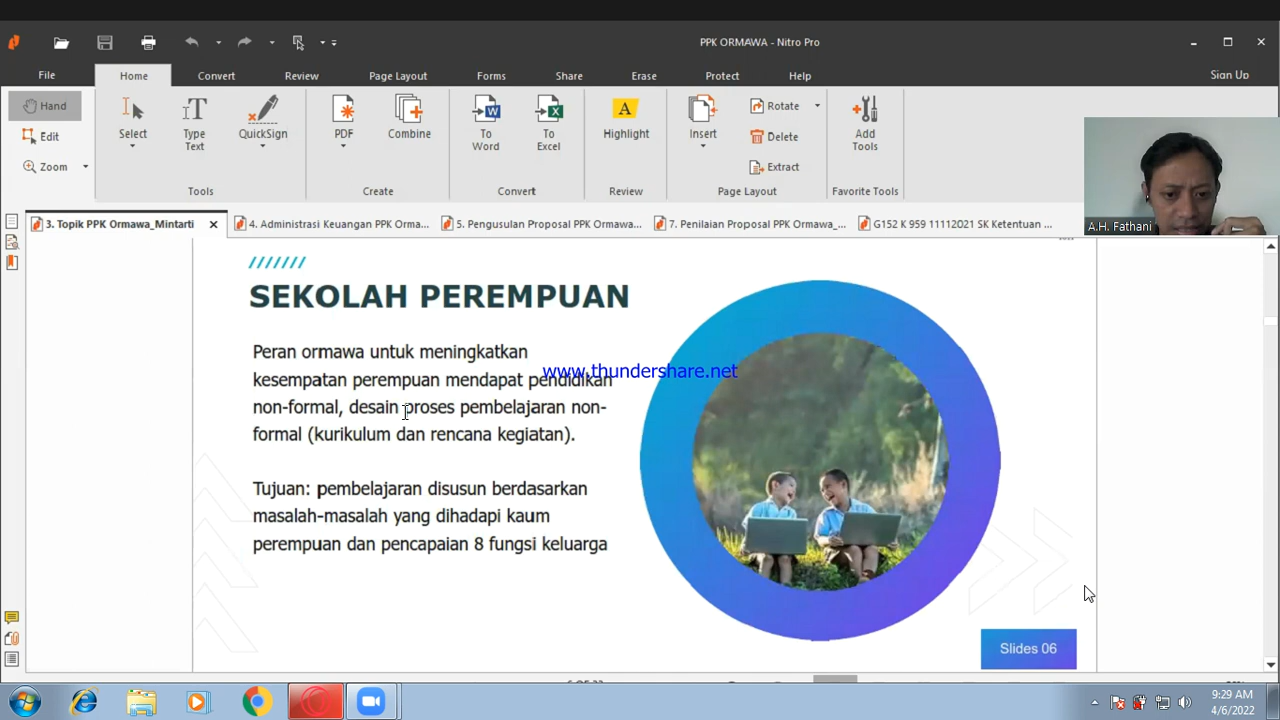 PPK ORMAWA - Nitro Pro
File
Home
Convert
Review
Page Layout
Forms
Share
Erase
Protect
Help
Sign Up
Hand
Edit
Zoom
Select
Type Text
QuickSign
Tools
PDF
Combine
Create
To Word
To Excel
Convert
Highlight
Review
Insert
Rotate
Delete
Extract
Page Layout
Add Tools
Favorite Tools
A.H. Fathani
3. Topik PPK Ormawa_Mintarti
4. Administrasi Keuangan PPK Orma...
5. Pengusulan Proposal PPK Ormawa...
7. Penilaian Proposal PPK Ormawa_...
G152 K 959 11112021 SK Ketentuan ...
SEKOLAH PEREMPUAN
Peran ormawa untuk meningkatkan
kesempatan perempuan mendapat pendidikan
non-formal, desain proses pembelajaran non-
formal (kurikulum dan rencana kegiatan).
www.thundershare.net
Tujuan: pembelajaran disusun berdasarkan
masalah-masalah yang dihadapi kaum
perempuan dan pencapaian 8 fungsi keluarga
Slides 06
9:29 AM
4/6/2022